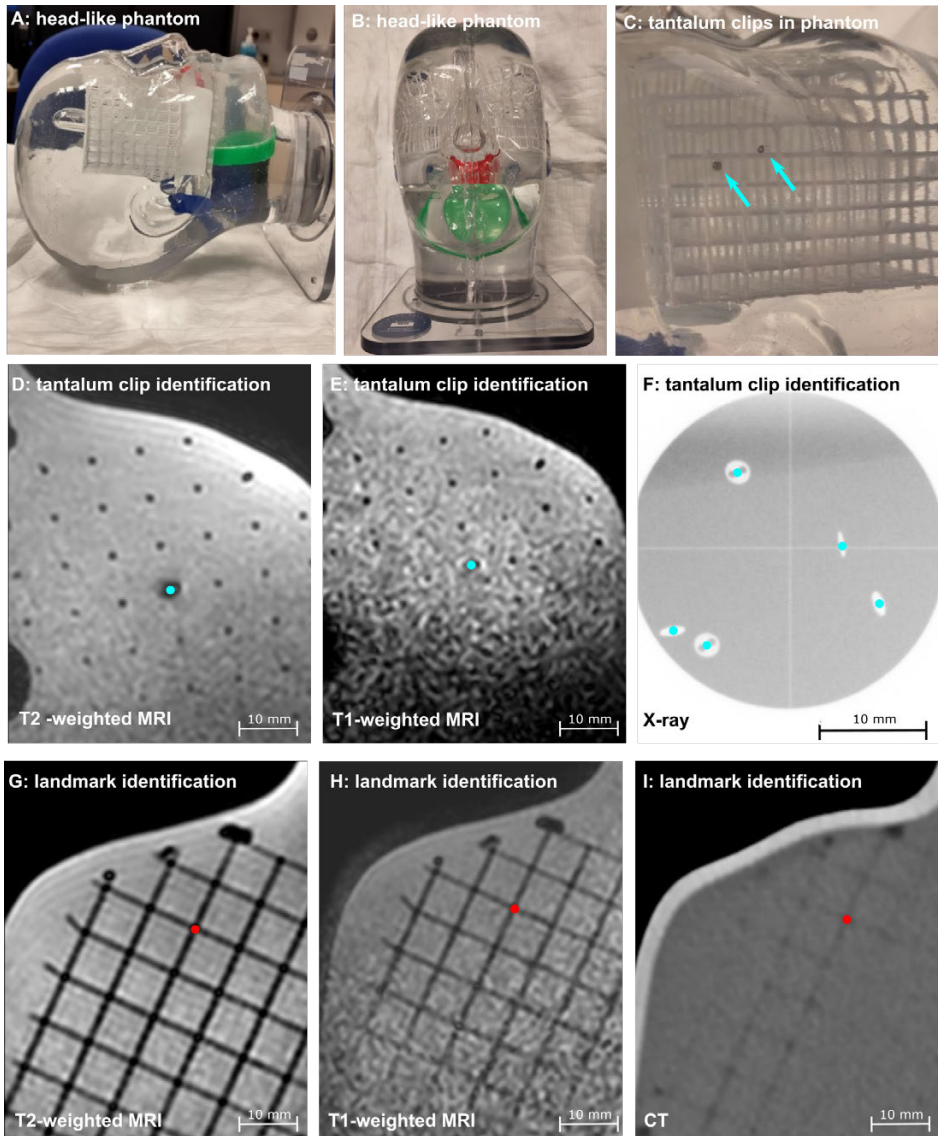 A: head-like phantom
B: head-like phantom
C: tantalum clips in phantom
D: tantalum clip identification
E: tantalum clip identification
F: tantalum clip identification
T2 -weighted MRI
10 mm
T1-weighted MRI
10 mm
X-ray
10 mm
G: landmark identification
H: landmark identification
I: landmark identification
T2-weighted MRI
10 mm
T1-weighted MRI
10 mm
CT
10 mm